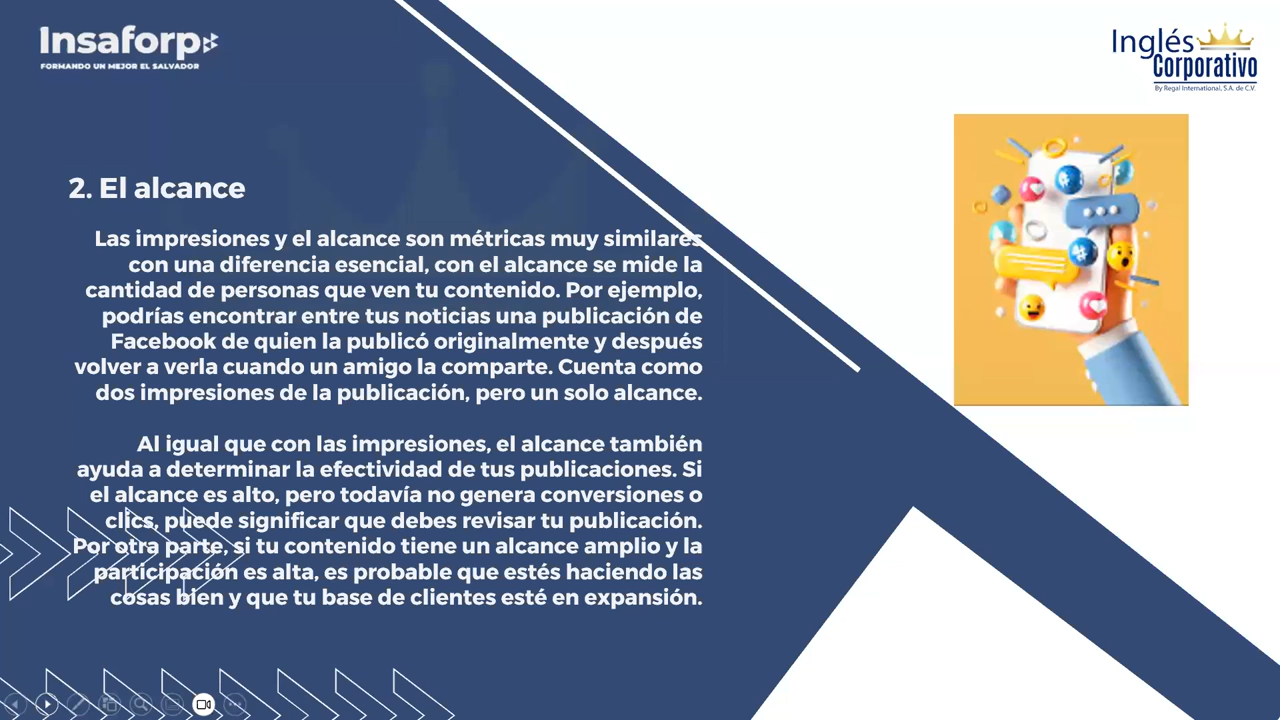 Insaforp
FORMANDO UN MEJOR EL SALVADOR
Inglés
Corporativo
By Regal International, S.A. de C.V.
2. El alcance
Las impresiones y el alcance son métricas muy similares
con una diferencia esencial, con el alcance se mide la
cantidad de personas que ven tu contenido. Por ejemplo,
podrías encontrar entre tus noticias una publicación de
Facebook de quien la publicó originalmente y después
volver a verla cuando un amigo la comparte. Cuenta como
dos impresiones de la publicación, pero un solo alcance.
Al igual que con las impresiones, el alcance también
ayuda a determinar la efectividad de tus publicaciones. Si
el alcance es alto, pero todavía no genera conversiones o
clics, puede significar que debes revisar tu publicación.
Por otra parte, si tu contenido tiene un alcance amplio y la
participación es alta, es probable que estés haciendo las
cosas bien y que tu base de clientes esté en expansión.